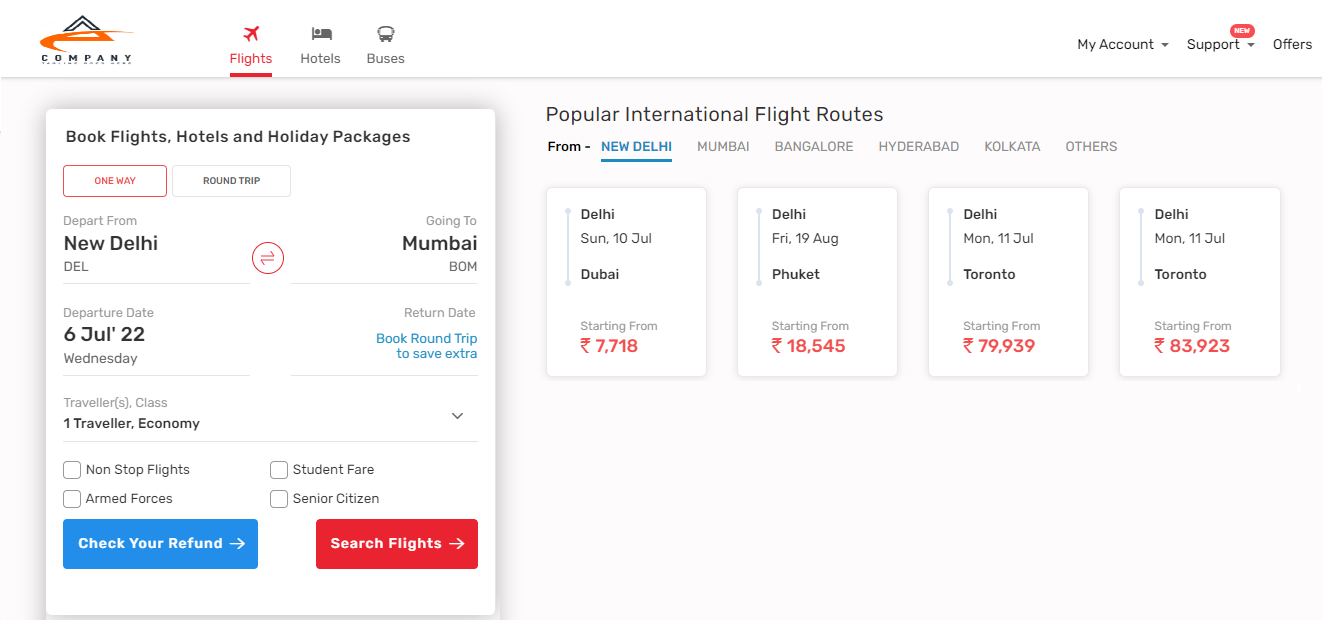 COMPANY
Flights
Hotels
Buses
My Account
NEW
Support
Offers
Book Flights, Hotels and Holiday Packages
ONE WAY
ROUND TRIP
Depart From
New Delhi
DEL
Going To
Mumbai
BOM
Departure Date
6 Jul' 22
Wednesday
Return Date
Book Round Trip
to save extra
Traveller(s), Class
1 Traveller, Economy
Non Stop Flights
Student Fare
Armed Forces
Senior Citizen
Check Your Refund →
Search Flights →
Popular International Flight Routes
From - NEW DELHI MUMBAI BANGALORE HYDERABAD KOLKATA OTHERS
Delhi
Sun, 10 Jul
Dubai
Starting From
₹ 7,718
Delhi
Fri, 19 Aug
Phuket
Starting From
₹ 18,545
Delhi
Mon, 11 Jul
Toronto
Starting From
₹ 79,939
Delhi
Mon, 11 Jul
Toronto
Starting From
₹ 83,923